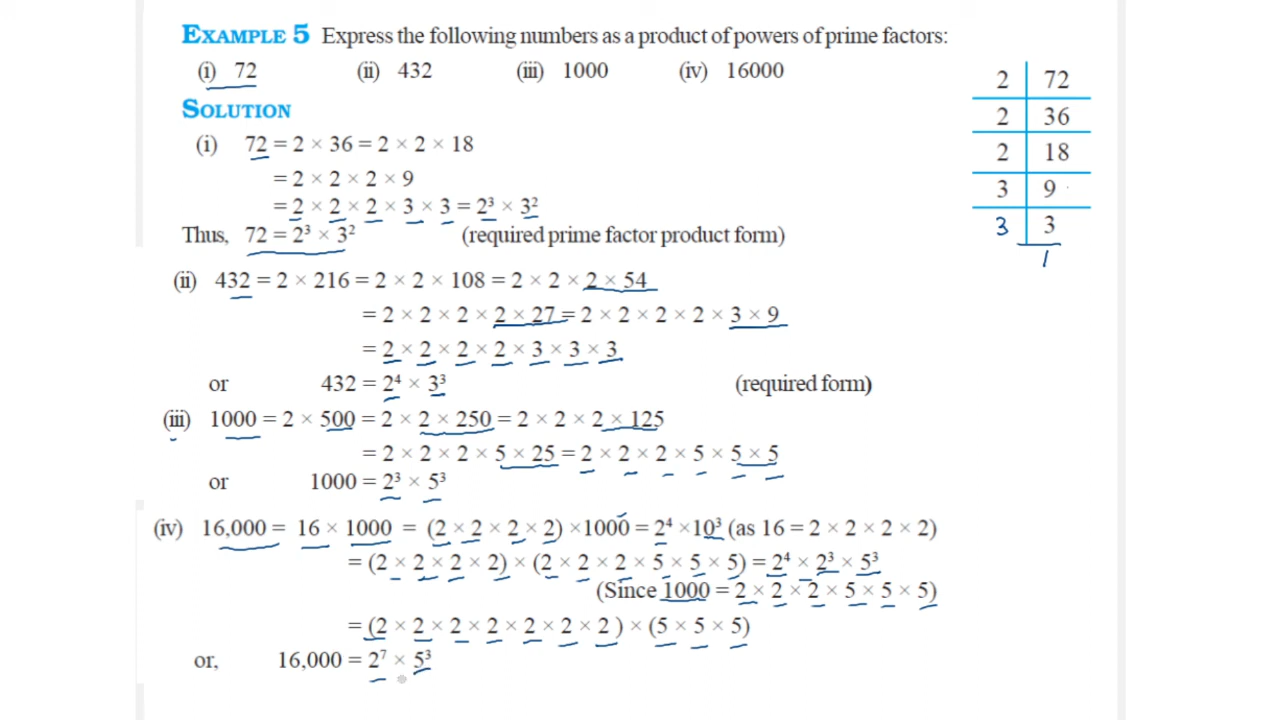 EXAMPLE 5 Express the following numbers as a product of powers of prime factors:
(i) 72 (ii) 432 (iii) 1000 (iv) 16000
SOLUTION
(i) 72 = 2 × 36 = 2 × 2 × 18
= 2 × 2 × 2 × 9
= 2 × 2 × 2 × 3 × 3 = 2³ × 3²
Thus, 72 = 2³ × 3² (required prime factor product form)
2 72
2 36
2 18
3 9
3 3
1
(ii) 432 = 2 × 216 = 2 × 2 × 108 = 2 × 2 × 2 × 54
= 2 × 2 × 2 × 2 × 27 = 2 × 2 × 2 × 2 × 3 × 9
= 2 × 2 × 2 × 2 × 3 × 3 × 3
or 432 = 2⁴ × 3³ (required form)
(iii) 1000 = 2 × 500 = 2 × 2 × 250 = 2 × 2 × 2 × 125
= 2 × 2 × 2 × 5 × 25 = 2 × 2 × 2 × 5 × 5 × 5
or 1000 = 2³ × 5³
(iv) 16,000 = 16 × 1000 = (2 × 2 × 2 × 2) ×1000 = 2⁴ ×10³ (as 16 = 2 × 2 × 2 × 2)
= (2 × 2 × 2 × 2) × (2 × 2 × 2 × 5 × 5 × 5) = 2⁴ × 2³ × 5³
(Since 1000 = 2 × 2 × 2 × 5 × 5 × 5)
= (2 × 2 × 2 × 2 × 2 × 2 × 2 ) × (5 × 5 × 5)
or, 16,000 = 2⁷ × 5³